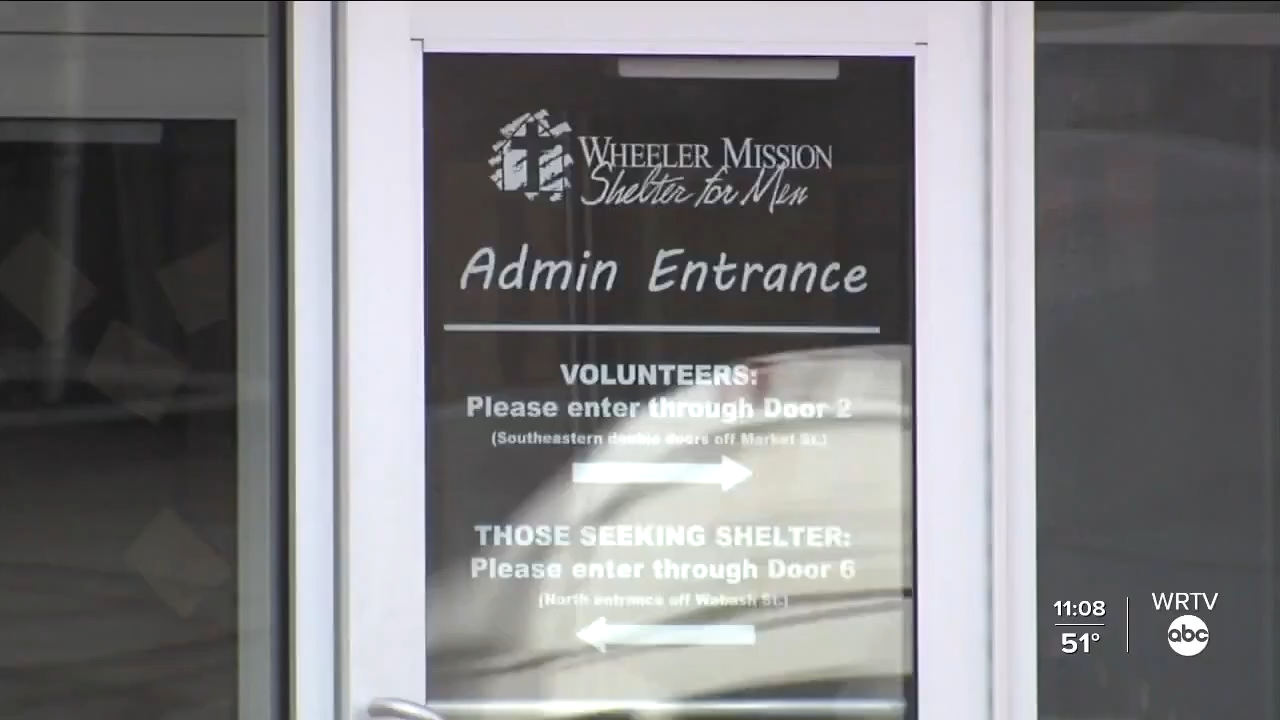 WHEELER MISSION
Shelter for Men
Admin Entrance
VOLUNTEERS:
Please enter through Door 2
(Southeastern double doors off Market St.)
THOSE SEEKING SHELTER:
Please enter through Door 6
(North entrance off Wabash St.)
11:08
51°
WRTV
abc